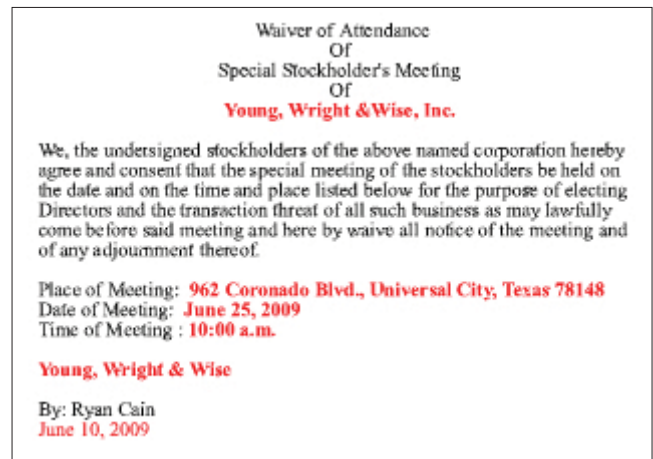 Waiver of Attendance
Of
Special Stockholder's Meeting
Of
Young, Wright &Wise, Inc.
We, the undersigned stockholders of the above named corporation hereby
agree and consent that the special meeting of the stockholders be held on
the date and on the time and place listed below for the purpose of electing
Directors and the transaction threat of all such business as may lawfully
come before said meeting and here by waive all notice of the meeting and
of any adjournment thereof.
Place of Meeting: 962 Coronado Blvd., Universal City, Texas 78148
Date of Meeting: June 25, 2009
Time of Meeting : 10:00 a.m.
Young, Wright & Wise
By: Ryan Cain
June 10, 2009